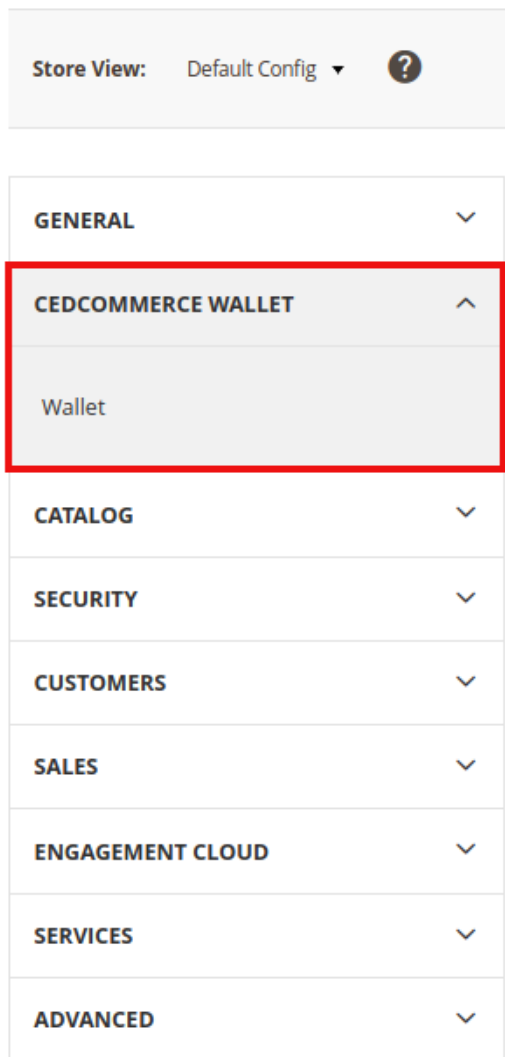 Store View: Default Config ?
GENERAL
CEDCOMMERCE WALLET
Wallet
CATALOG
SECURITY
CUSTOMERS
SALES
ENGAGEMENT CLOUD
SERVICES
ADVANCED